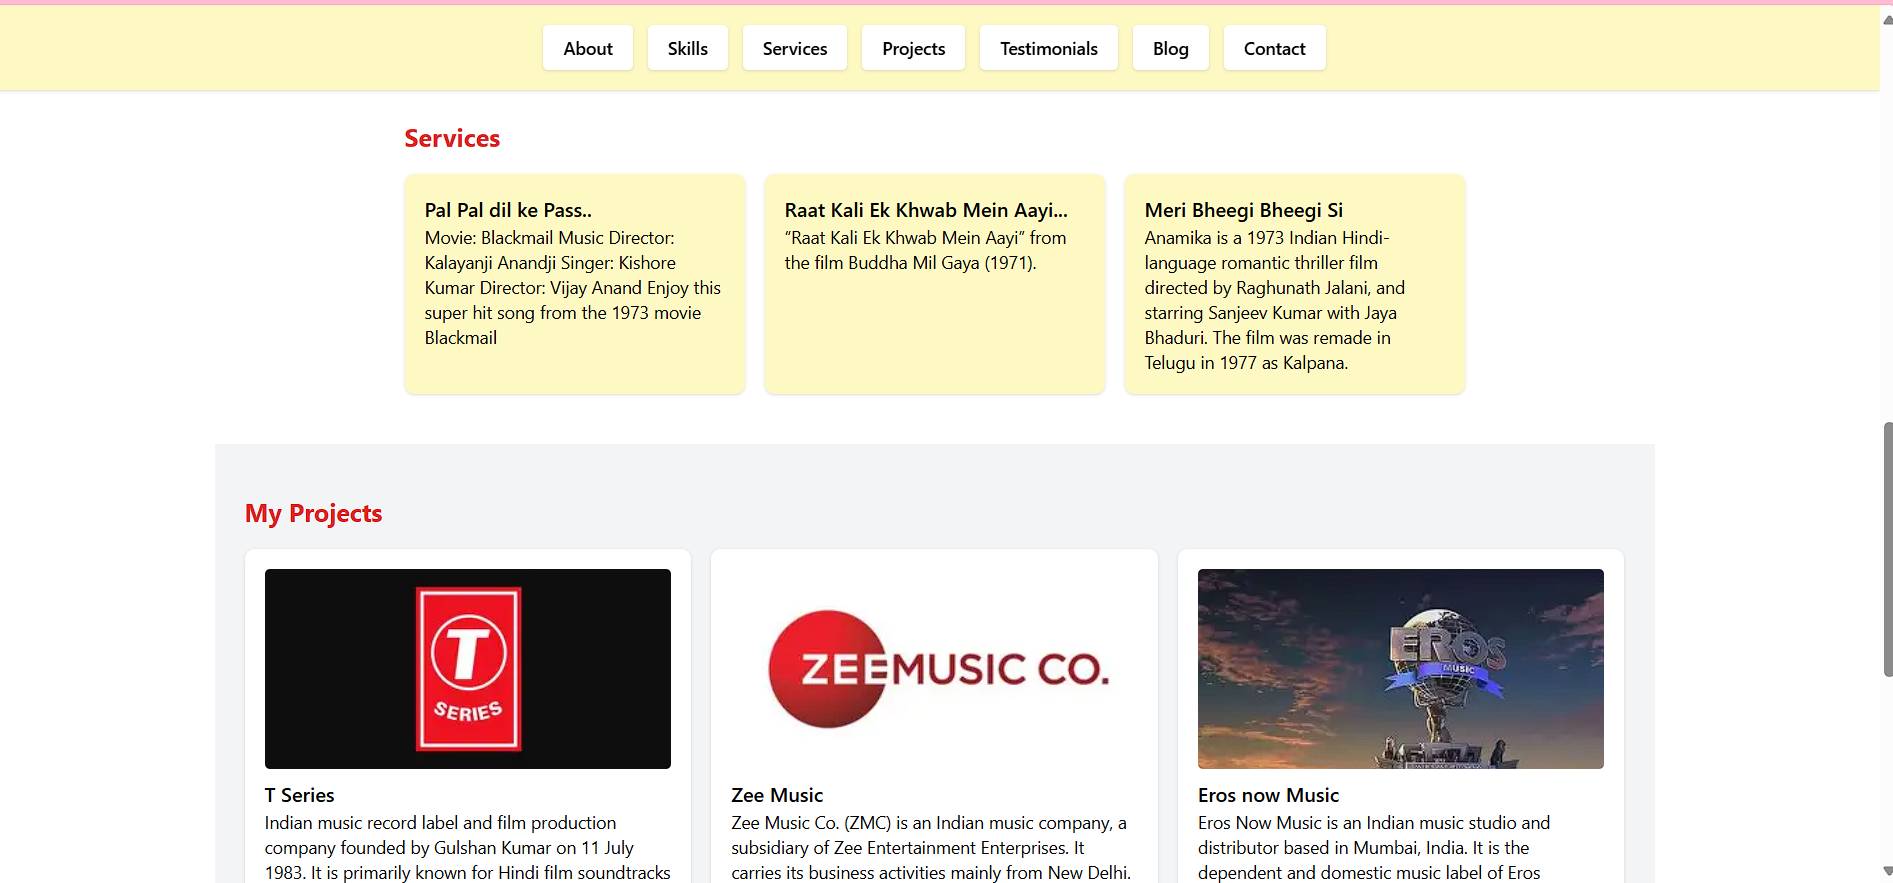 About Skills Services Projects Testimonials Blog Contact
Services
Pal Pal dil ke Pass..
Movie: Blackmail Music Director:
Kalayanji Anandji Singer: Kishore
Kumar Director: Vijay Anand Enjoy this
super hit song from the 1973 movie
Blackmail
Raat Kali Ek Khwab Mein Aayi...
“Raat Kali Ek Khwab Mein Aayi” from
the film Buddha Mil Gaya (1971).
Meri Bheegi Bheegi Si
Anamika is a 1973 Indian Hindi-
language romantic thriller film
directed by Raghunath Jalani, and
starring Sanjeev Kumar with Jaya
Bhaduri. The film was remade in
Telugu in 1977 as Kalpana.
My Projects
T
SERIES
T Series
Indian music record label and film production
company founded by Gulshan Kumar on 11 July
1983. It is primarily known for Hindi film soundtracks
ZEEMUSIC CO.
Zee Music
Zee Music Co. (ZMC) is an Indian music company, a
subsidiary of Zee Entertainment Enterprises. It
carries its business activities mainly from New Delhi.
EROS
MUSIC
Eros now Music
Eros Now Music is an Indian music studio and
distributor based in Mumbai, India. It is the
dependent and domestic music label of Eros